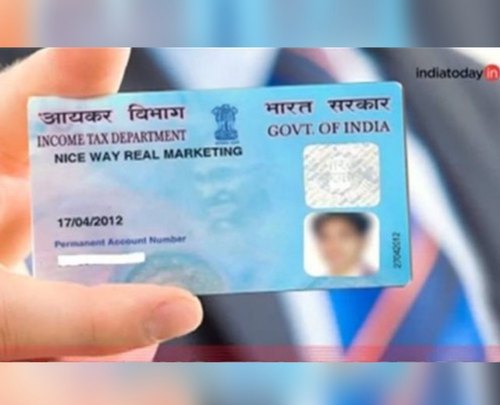 indiatoday in
आयकर विभाग
INCOME TAX DEPARTMENT
भारत सरकार
GOVT. OF INDIA
NICE WAY REAL MARKETING
17/04/2012
Permanent Account Number
27042012